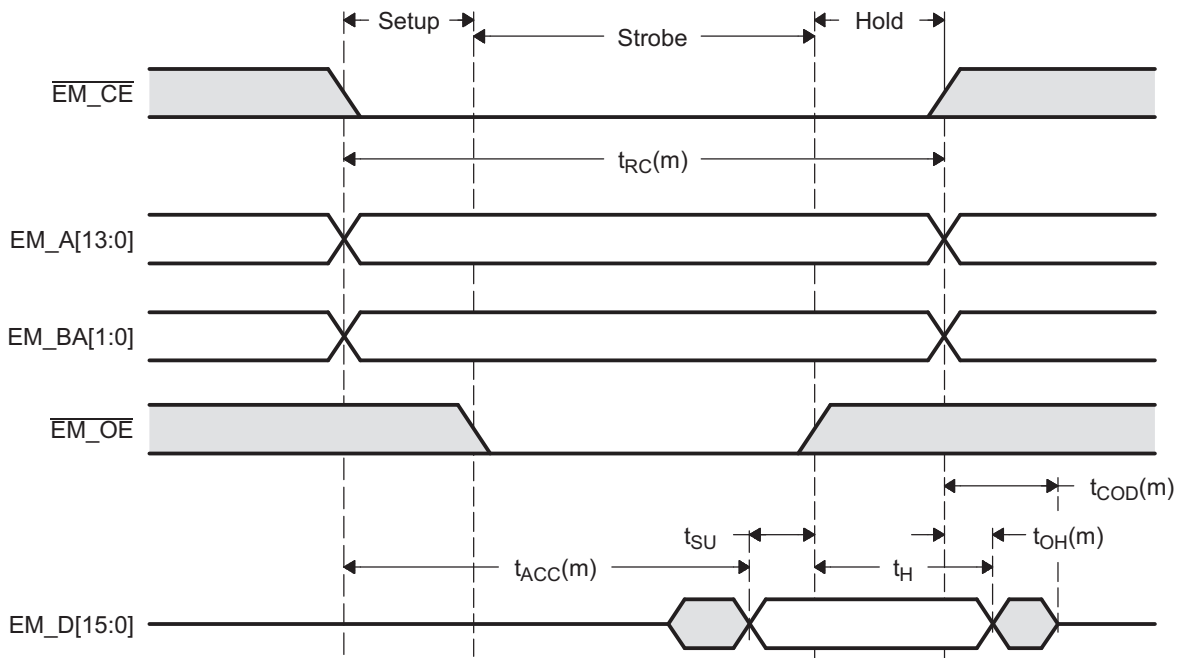 Setup
Strobe
Hold
EM_CE
tRC(m)
EM_A[13:0]
EM_BA[1:0]
EM_OE
tCOD(m)
tSU
tOH(m)
tACC(m)
tH
EM_D[15:0]